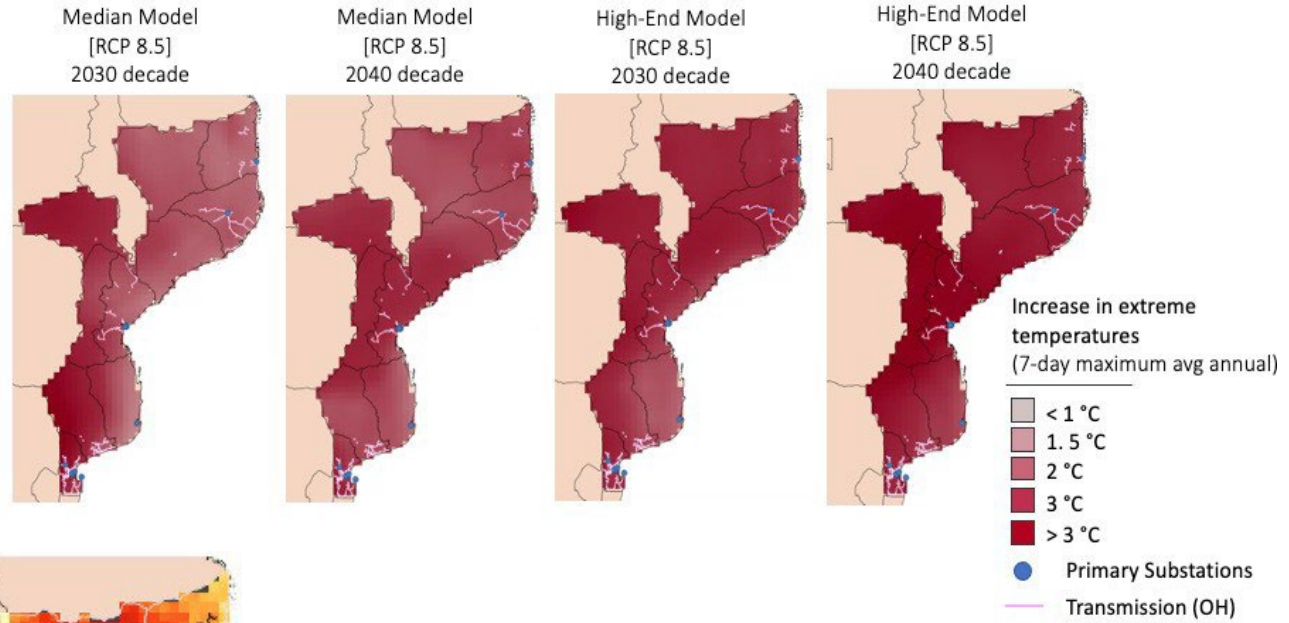 Median Model
[RCP 8.5]
2030 decade
Median Model
[RCP 8.5]
2040 decade
High-End Model
[RCP 8.5]
2030 decade
High-End Model
[RCP 8.5]
2040 decade
Increase in extreme
temperatures
(7-day maximum avg annual)
< 1 °C
1. 5 °C
2 °C
3 °C
> 3 °C
Primary Substations
Transmission (OH)